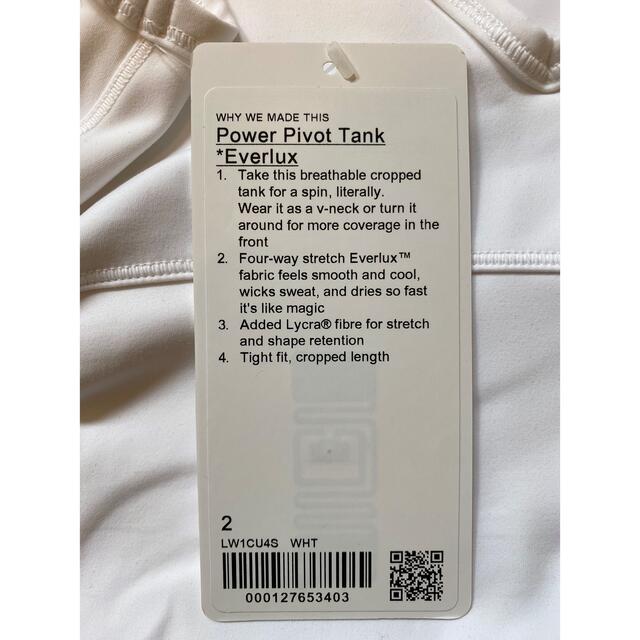 WHY WE MADE THIS
Power Pivot Tank
*Everlux
1. Take this breathable cropped
tank for a spin, literally.
Wear it as a v-neck or turn it
around for more coverage in the
front
2. Four-way stretch Everlux™
fabric feels smooth and cool,
wicks sweat, and dries so fast
it's like magic
3. Added Lycra® fibre for stretch
and shape retention
4. Tight fit, cropped length
2
LW1CU4S WHT
000127653403